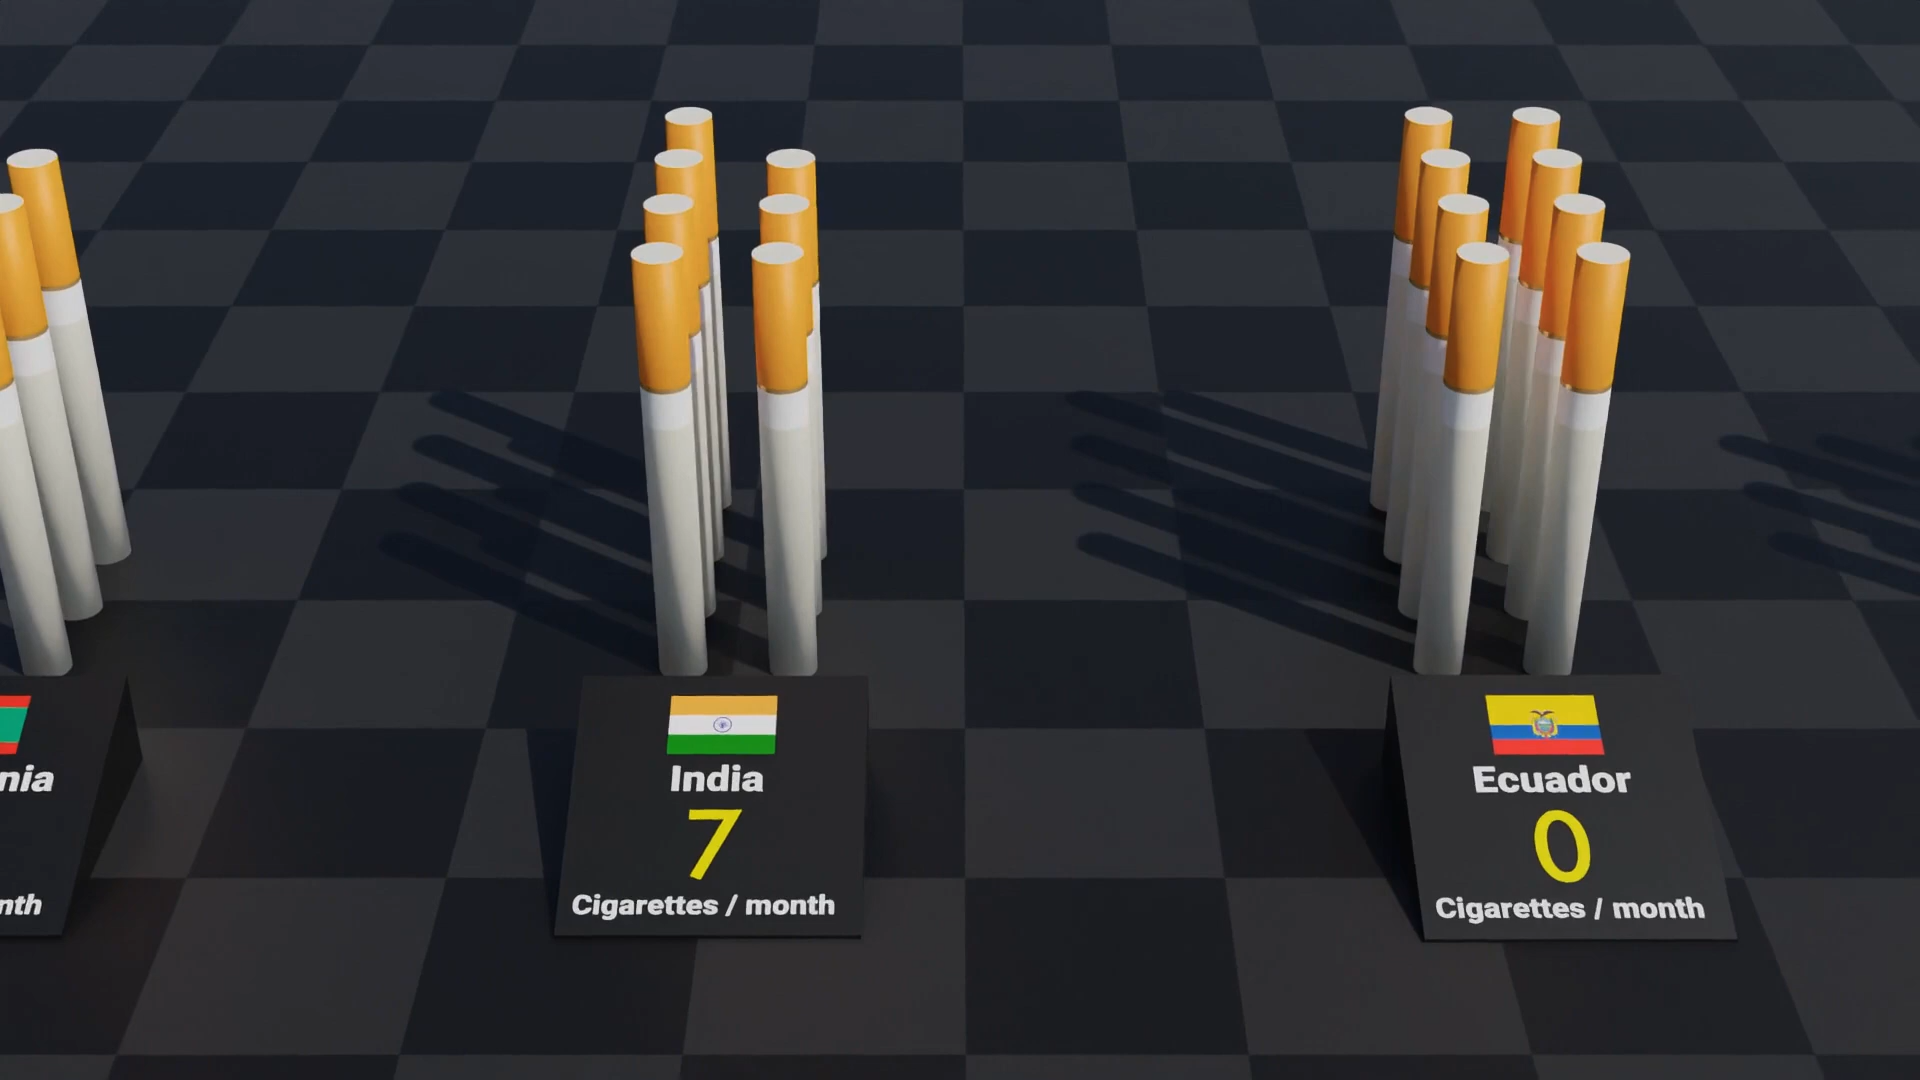 nia
nth
India
7
Cigarettes / month
Ecuador
0
Cigarettes / month